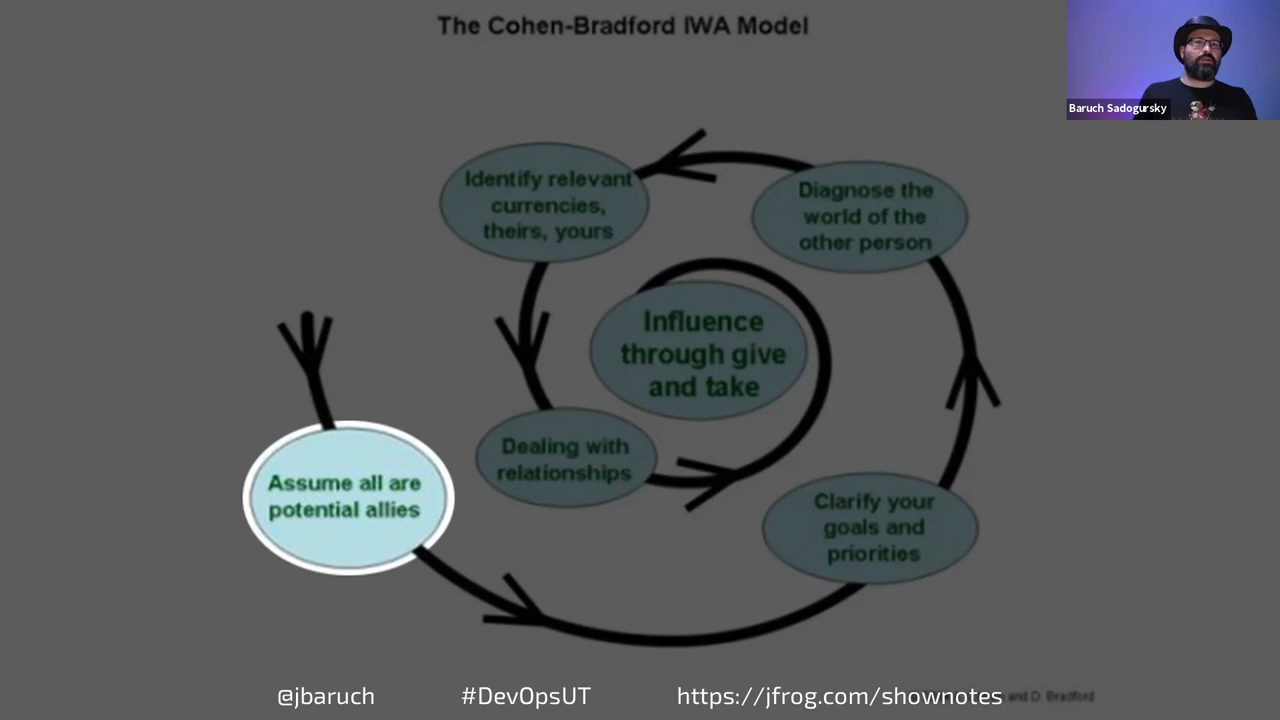 The Cohen-Bradford IWA Model
Baruch Sadogursky
Identify relevant
currencies,
theirs, yours
Diagnose the
world of the
other person
Influence
through give
and take
Assume all are
potential allies
Dealing with
relationships
Clarify your
goals and
priorities
@jbaruch
#DevOpsUT
https://jfrog.com/shownotes
and D. Bradford